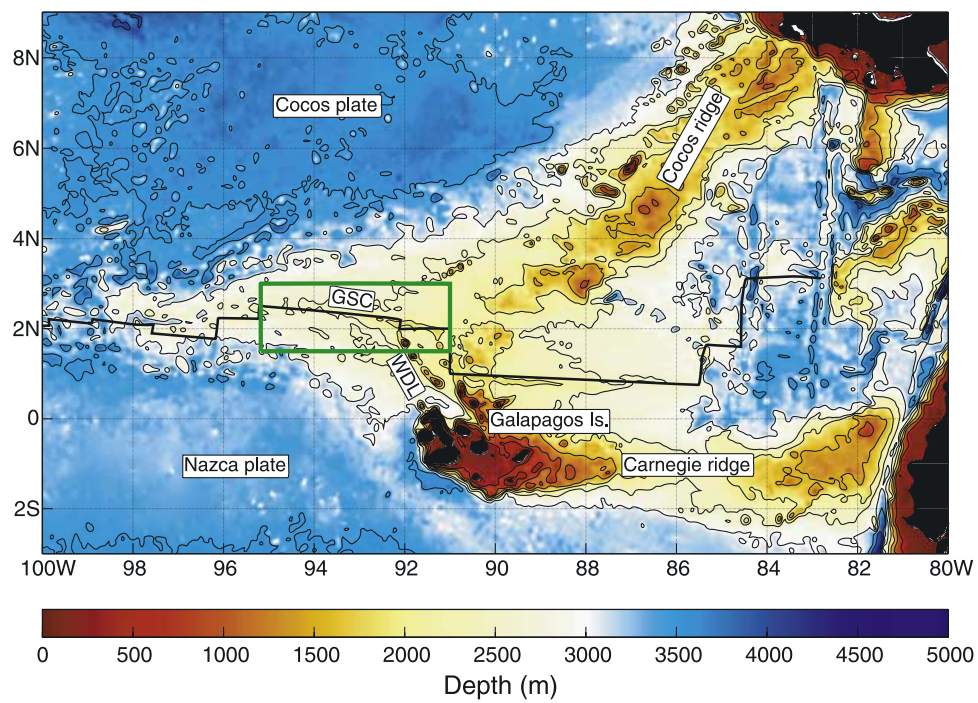 8N
Cocos plate
Cocos ridge
6N
4N
GSC
2N
WDL
0
Galapagos Is.
Nazca plate
Carnegie ridge
2S
100W 98 96 94 92 90 88 86 84 82 80W
0 500 1000 1500 2000 2500 3000 3500 4000 4500 5000
Depth (m)